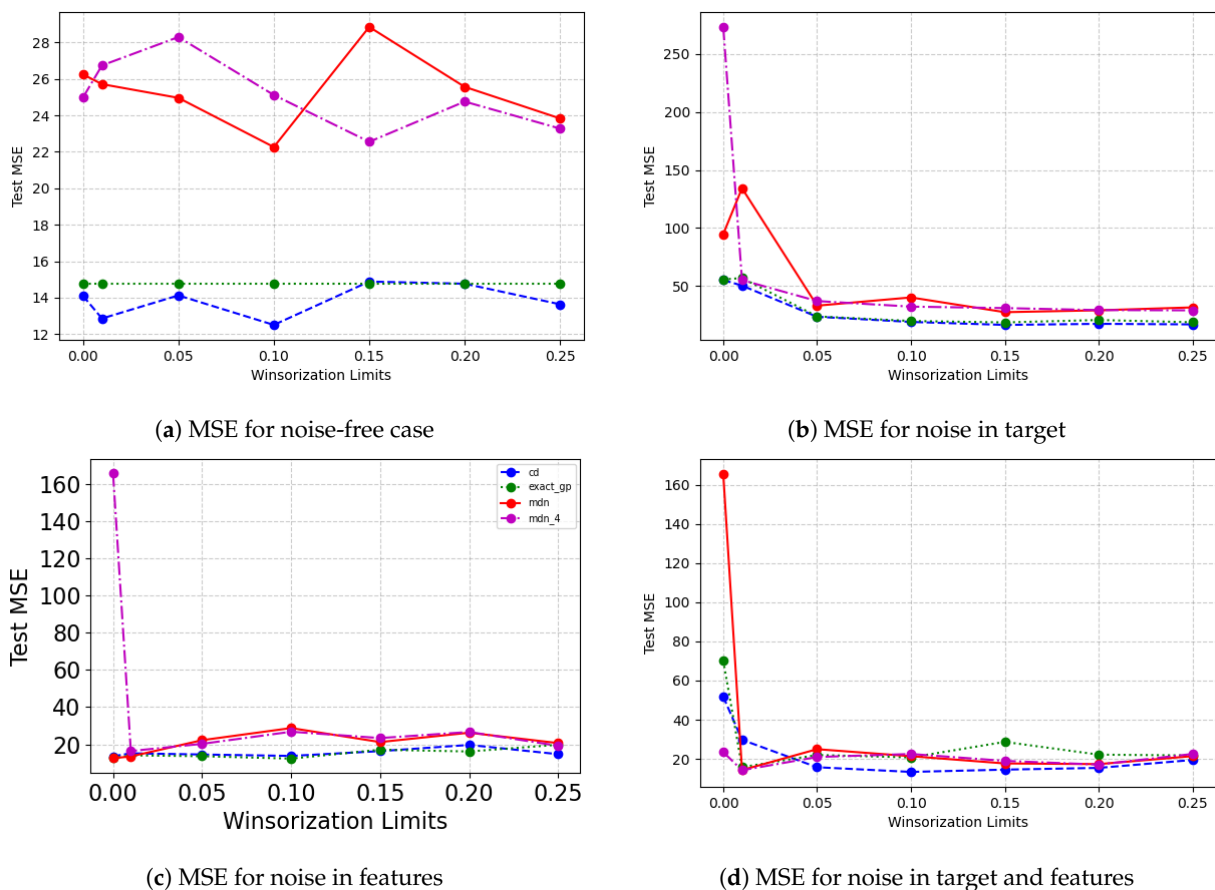 28
26
24
22
20
18
16
14
12
Test MSE
0.00 0.05 0.10 0.15 0.20 0.25
Winsorization Limits
(a) MSE for noise-free case
250
200
150
100
50
Test MSE
0.00 0.05 0.10 0.15 0.20 0.25
Winsorization Limits
(b) MSE for noise in target
160
140
120
100
80
60
40
20
Test MSE
cd
exact_gp
mdn
mdn_4
0.00 0.05 0.10 0.15 0.20 0.25
Winsorization Limits
(c) MSE for noise in features
160
140
120
100
80
60
40
20
Test MSE
0.00 0.05 0.10 0.15 0.20 0.25
Winsorization Limits
(d) MSE for noise in target and features